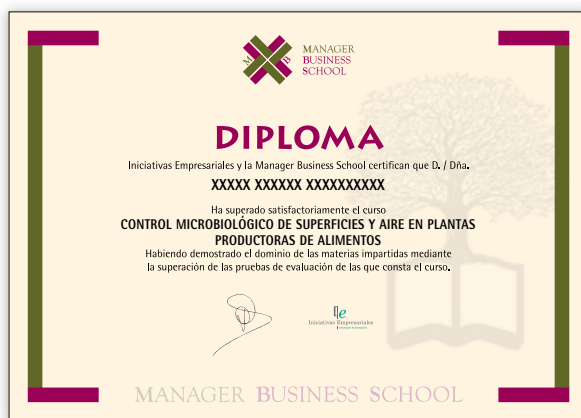 M B S
MANAGER
BUSINESS
SCHOOL
DIPLOMA
Iniciativas Empresariales y la Manager Business School certifican que D. / Dña.
XXXXX XXXXXX XXXXXXXXXX
Ha superado satisfactoriamente el curso
CONTROL MICROBIOLÓGICO DE SUPERFICIES Y AIRE EN PLANTAS
PRODUCTORAS DE ALIMENTOS
Habiendo demostrado el dominio de las materias impartidas mediante
la superación de las pruebas de evaluación de las que consta el curso.
Ie
Iniciativas Empresariales
MANAGER BUSINESS SCHOOL